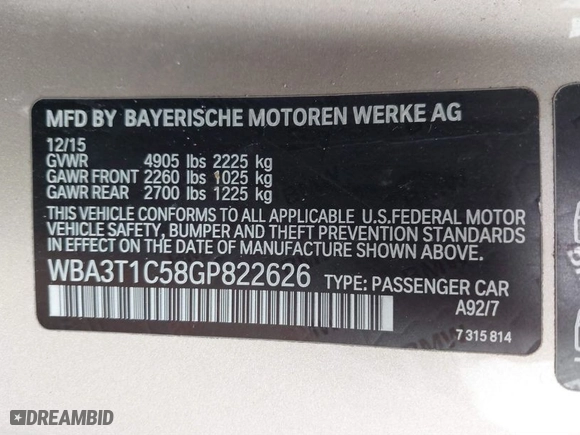 MFD BY BAYERISCHE MOTOREN WERKE AG
12/15
GVWR 4905 lbs 2225 kg
GAWR FRONT 2260 lbs 1025 kg
GAWR REAR 2700 lbs 1225 kg
THIS VEHICLE CONFORMS TO ALL APPLICABLE U.S.FEDERAL MOTOR
VEHICLE SAFETY, BUMPER AND THEFT PREVENTION STANDARDS
IN EFFECT ON THE DATE OF MANUFACTURE SHOWN ABOVE.
WBA3T1C58GP822626 TYPE: PASSENGER CAR
A92/7
7 315 814
DREAMBID